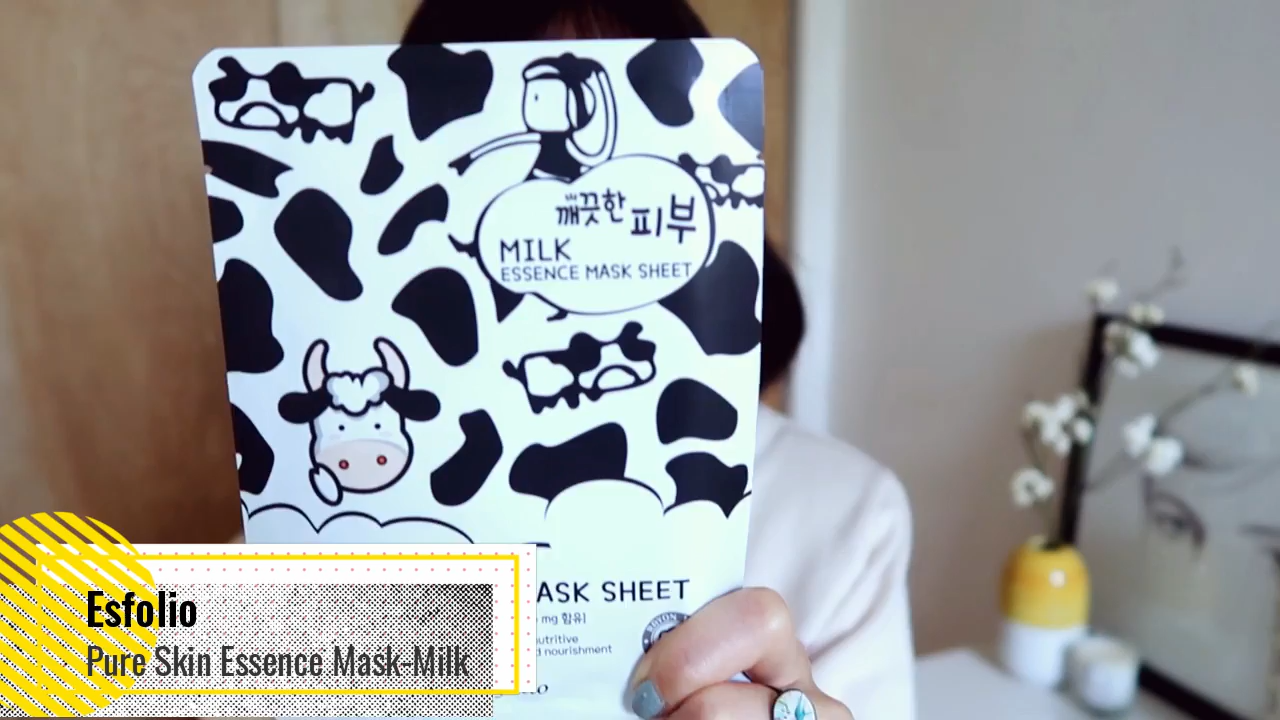 깨끗한 피부
MILK
ESSENCE MASK SHEET
ASK SHEET
mg 함유
utritive
d nourishment
Esfolio
Pure Skin Essence Mask-Milk